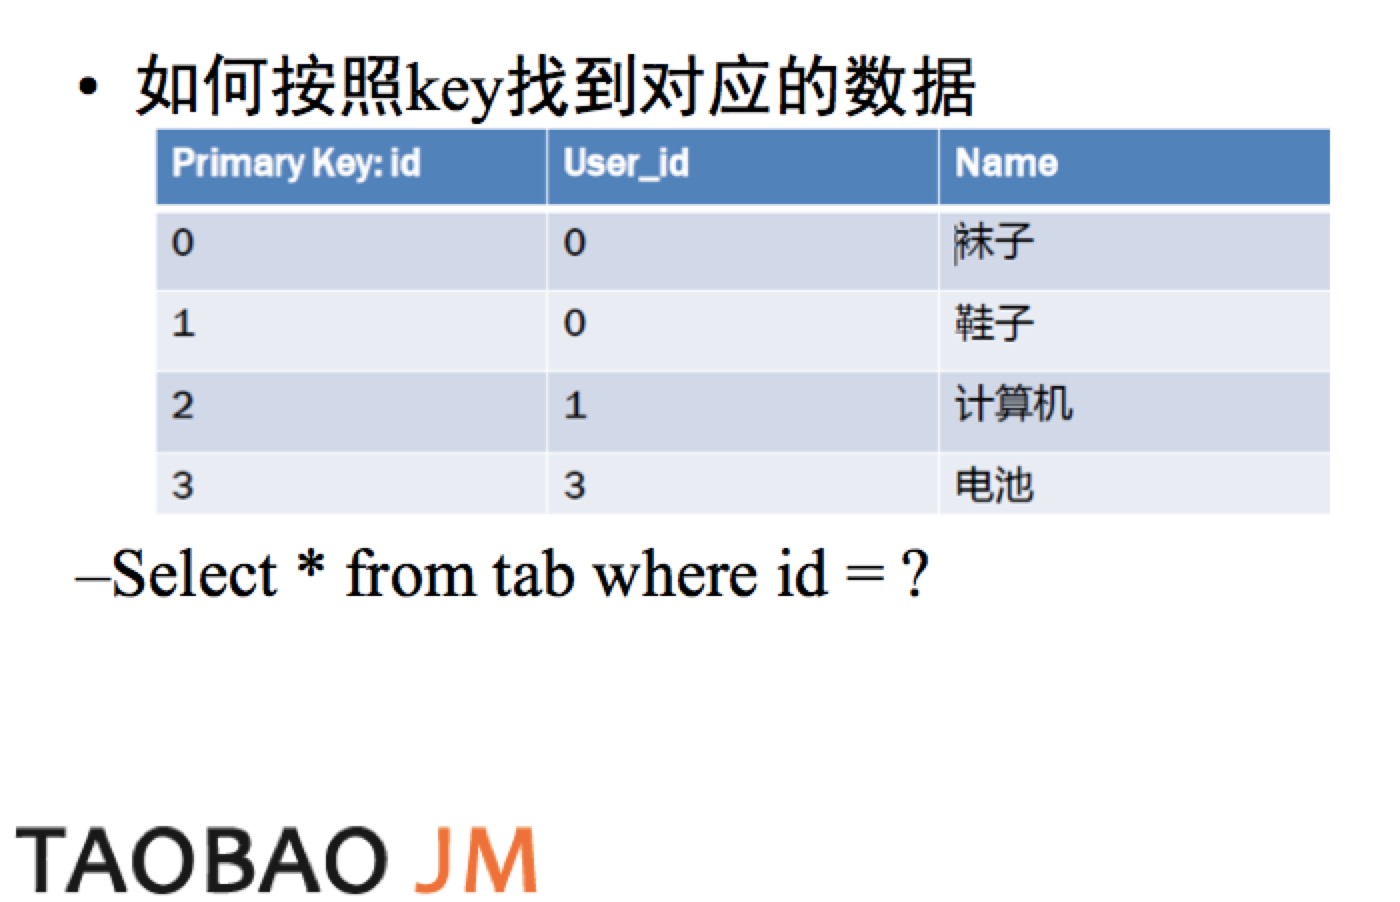 • 如何按照key找到对应的数据
Primary Key: id User_id Name
0 0 袜子
1 0 鞋子
2 1 计算机
3 3 电池
–Select * from tab where id = ?
TAOBAO JM